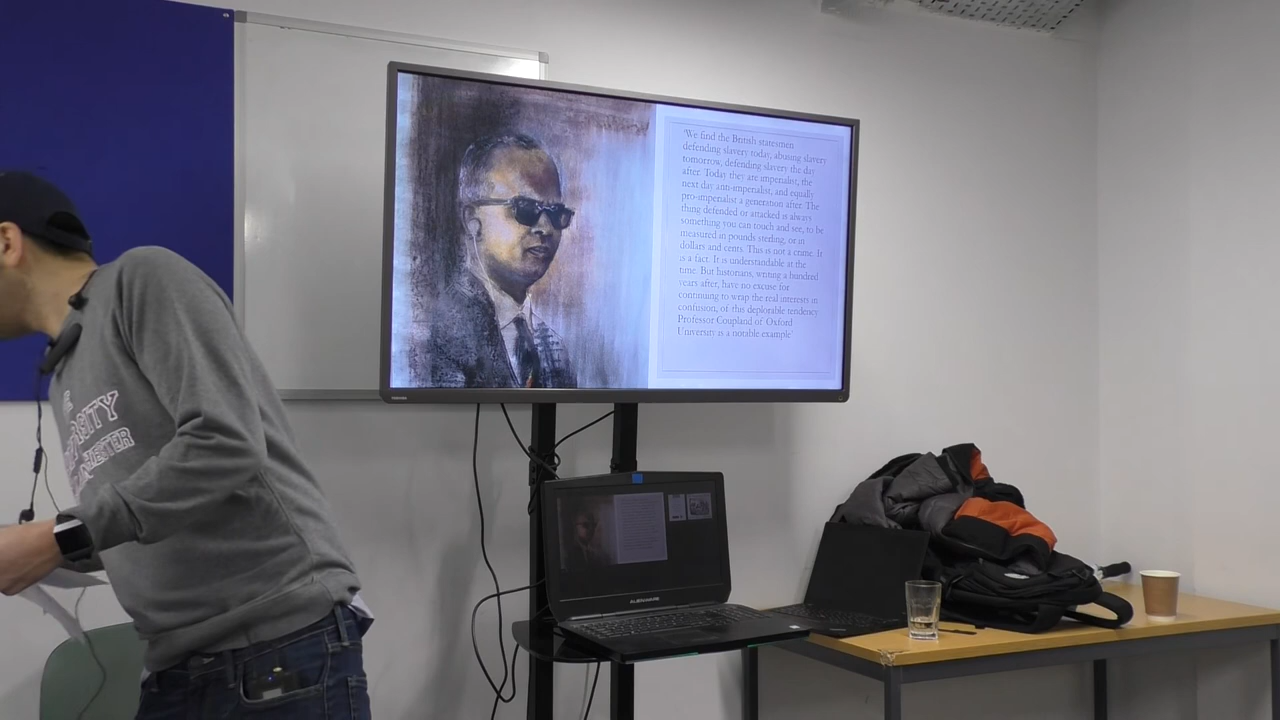 'We find the British statesmen
defending slavery today, abusing slavery
tomorrow, defending slavery the day
after. Today they are imperialist, the
next day anti-imperialist, and equally
pro-imperialist a generation after. The
thing defended or attacked is always
something you can touch and see, to be
measured in pounds sterling, or in
dollars and cents. This is not a crime. It
is a fact. It is understandable at the
time. But historians, writing a hundred
years after, have no excuse for
continuing to wrap the real interests in
confusion, of this deplorable tendency
Professor Coupland of Oxford
University is a notable example'
TOSHIBA
ALIENWARE